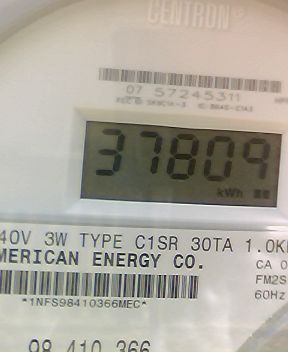 CENTRON®
07 57245311
37809
kWh
40V 3W TYPE C1SR 30TA 1.0K
MERICAN ENERGY CO.
CA 0
FM2S
60Hz
*1NFS98410366MEC*
98 410 366